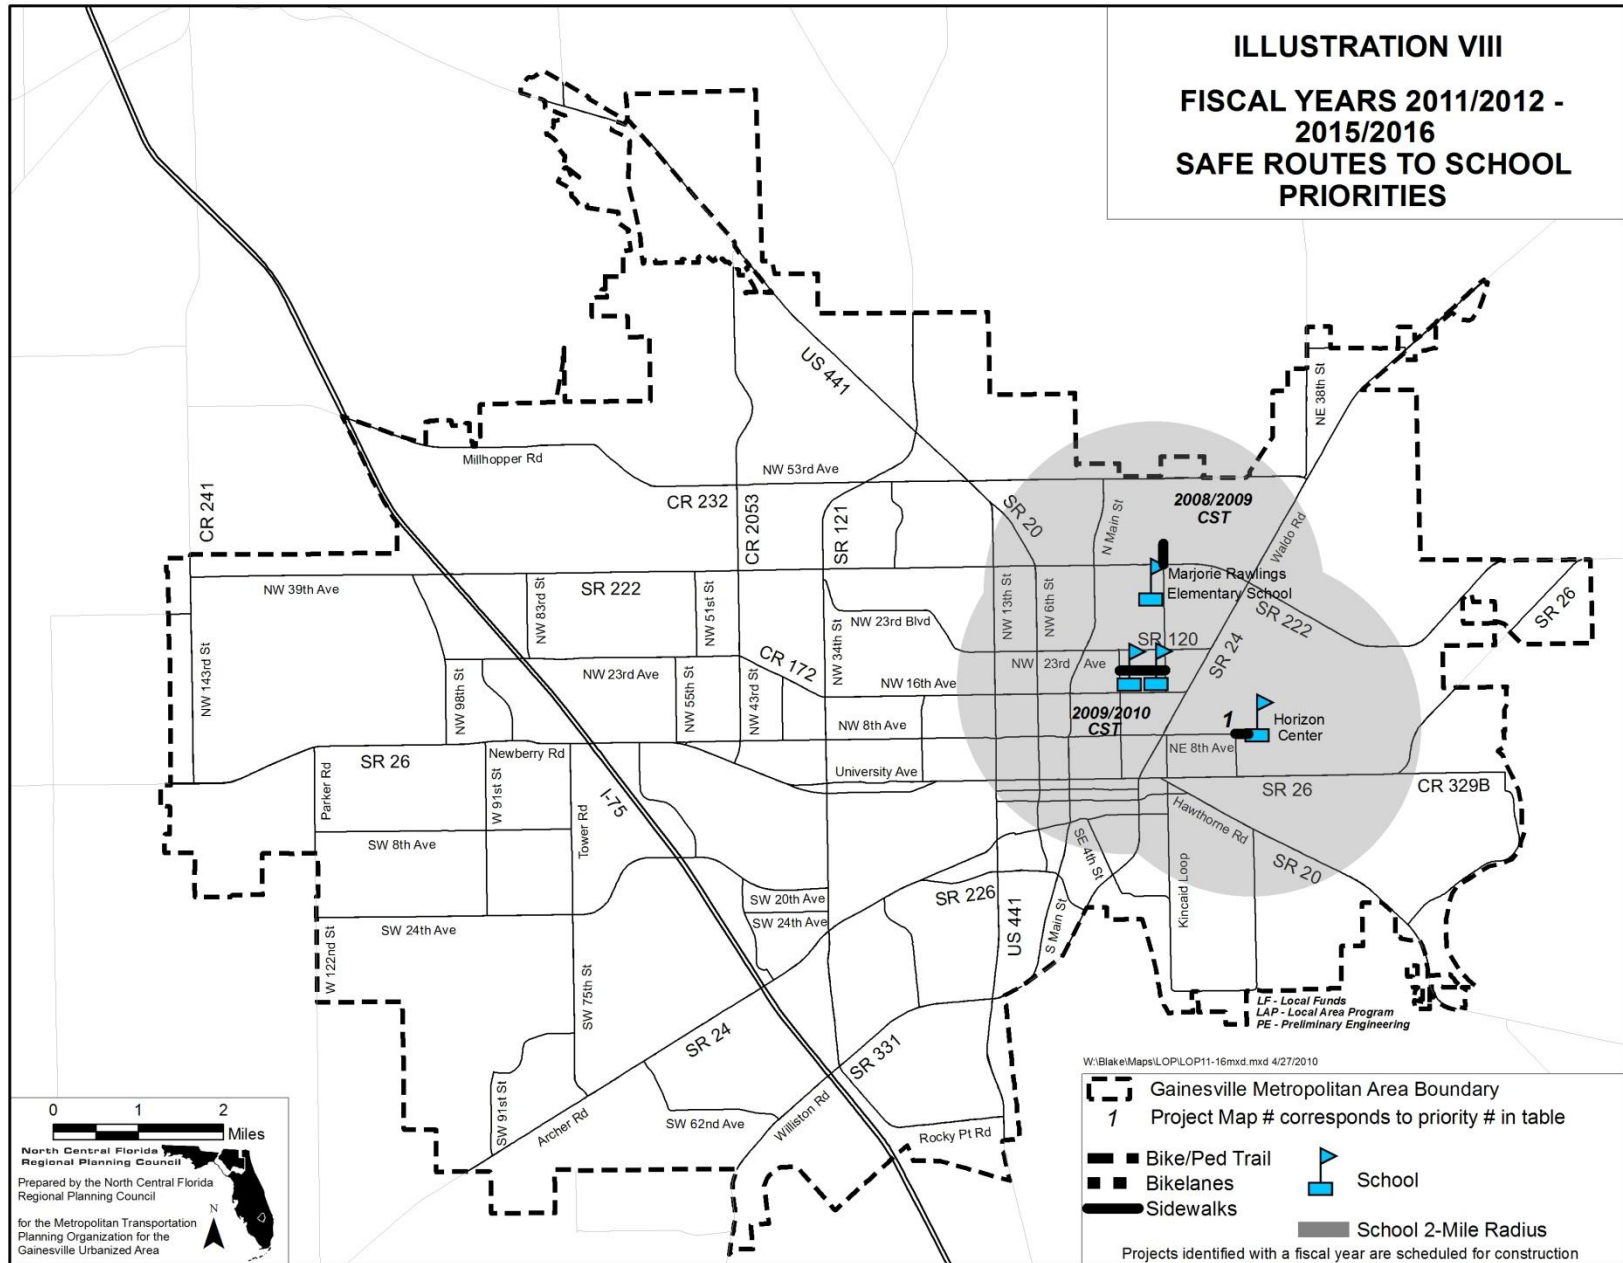 ILLUSTRATION VIII
FISCAL YEARS 2011/2012 -
2015/2016
SAFE ROUTES TO SCHOOL
PRIORITIES
US 441
NE 38th St
Millhopper Rd
NW 53rd Ave
CR 241
CR 232
CR 2053
SR 121
SR 20
N Main St
2008/2009
CST
Waldo Rd
NW 39th Ave
NW 83rd St
SR 222
NW 51st St
NW 13th St
NW 6th St
Marjorie Rawlings
Elementary School
SR 222
SR 26
NW 23rd Blvd
SR 120
NW 143rd St
NW 98th St
NW 23rd Ave
NW 55th St
NW 43rd St
CR 172
NW 34th St
NW 23rd Ave
NW 16th Ave
SR 24
NW 8th Ave
2009/2010
CST
1
Horizon
Center
NE 8th Ave
Newberry Rd
SR 26
University Ave
SR 26
CR 329B
Parker Rd
W 91st St
Tower Rd
I-75
Hawthorne Rd
SW 8th Ave
SE 4th St
SR 20
SW 20th Ave
SR 226
SW 24th Ave
SW 24th Ave
W 122nd St
US 441
S Main St
Kincaid Loop
SW 75th St
LF - Local Funds
LAP - Local Area Program
PE - Preliminary Engineering
SR 24
SR 331
SW 91st St
Archer Rd
SW 62nd Ave
Williston Rd
Rocky Pt Rd
W:\Blake\Maps\LOP\LOP11-16mxd.mxd 4/27/2010
Gainesville Metropolitan Area Boundary
1 Project Map # corresponds to priority # in table
Bike/Ped Trail
Bikelanes
School
Sidewalks
School 2-Mile Radius
Projects identified with a fiscal year are scheduled for construction
0 1 2
Miles
North Central Florida
Regional Planning Council
Prepared by the North Central Florida
Regional Planning Council
N
for the Metropolitan Transportation
Planning Organization for the
Gainesville Urbanized Area